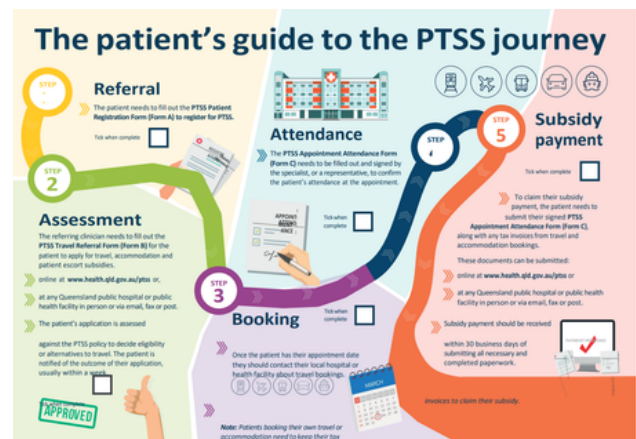 The patient's guide to the PTSS journey
STEP
Referral
The patient needs to fill out the PTSS Patient
Registration Form (Form A) to register for PTSS.
Tick when complete
STEP
2
Assessment
The referring clinician needs to fill out the
PTSS Travel Referral Form (Form B) for the
patient to apply for travel, accommodation and
patient escort subsidies.
online at www.health.qld.gov.au/ptss or,
at any Queensland public hospital or public
health facility in person or via email, fax or post.
The patient's application is assessed
against the PTSS policy to decide eligibility
or alternatives to travel. The patient is
notified of the outcome of their application,
usually within a week.
Tick when complete
APPROVED
STEP
3
Booking
Tick when
complete
Once the patient has their appointment date
they should contact their local hospital or
health facility about travel bookings.
Note: Patients booking their own travel or
accommodation need to keep their tax
invoices to claim their subsidy.
MARCH
STEP
Attendance
The PTSS Appointment Attendance Form
(Form C) needs to be filled out and signed by
the specialist, or a representative, to confirm
the patient's attendance at the appointment.
Tick when
complete
STEP
5
Subsidy
payment
Tick when
complete
To claim their subsidy
payment, the patient needs to
submit their signed PTSS
Appointment Attendance Form (Form C),
along with any tax invoices from travel and
accommodation bookings.
These documents can be submitted:
online at www.health.qld.gov.au/ptss or
at any Queensland public hospital or public health
facility in person or via email, fax or post.
Subsidy payment should be received
within 30 business days of
submitting all necessary and
completed paperwork.